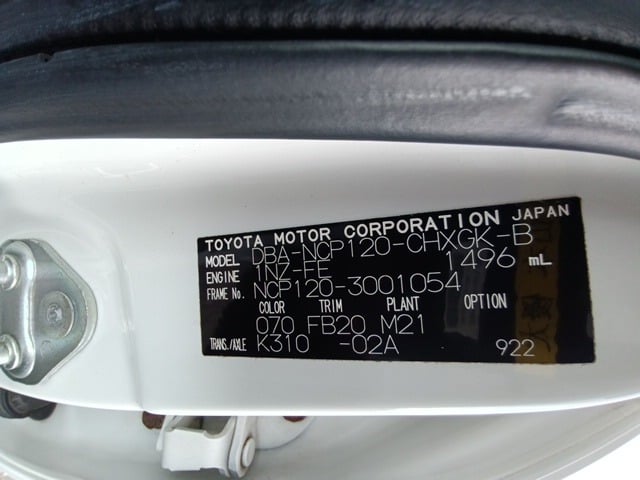 TOYOTA MOTOR CORPORATION JAPAN
MODEL DBA-NCP120-CHXGK-B
ENGINE 1NZ-FE 1496 mL
FRAME No. NCP120-3001054
COLOR TRIM PLANT OPTION
070 FB20 M21
TRANS./AXLE K310 -02A 922